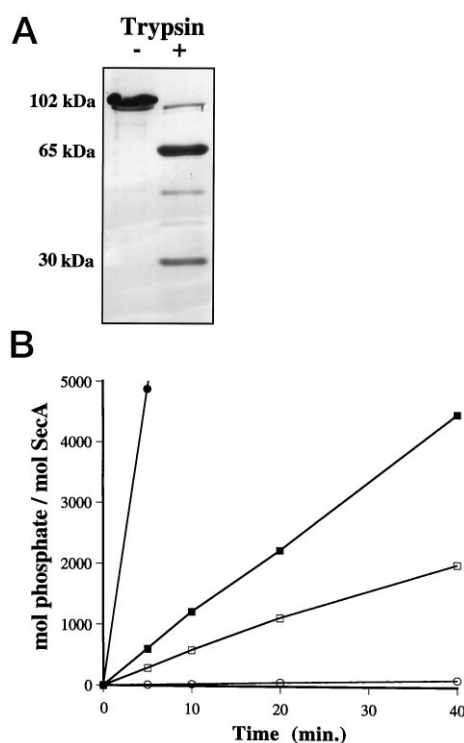 A
Trypsin
- +
102 kDa
65 kDa
30 kDa
B
mol phosphate / mol SecA
5000
4000
3000
2000
1000
0
0 10 20 30 40
Time (min.)